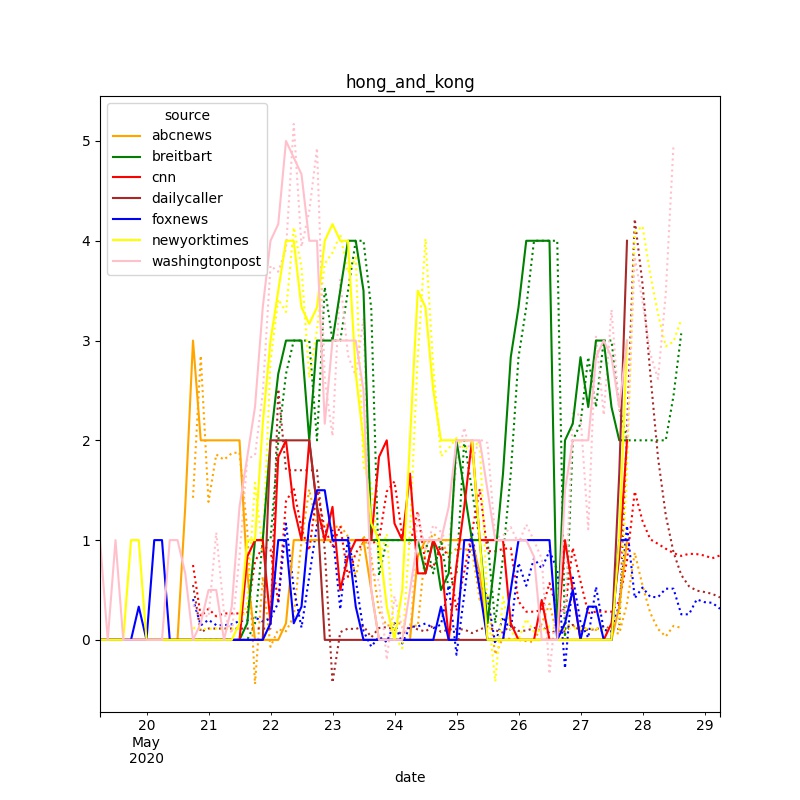 hong_and_kong
source
abcnews
breitbart
cnn
dailycaller
foxnews
newyorktimes
washingtonpost
5
4
3
2
1
0
20 21 22 23 24 25 26 27 28 29
May
2020
date